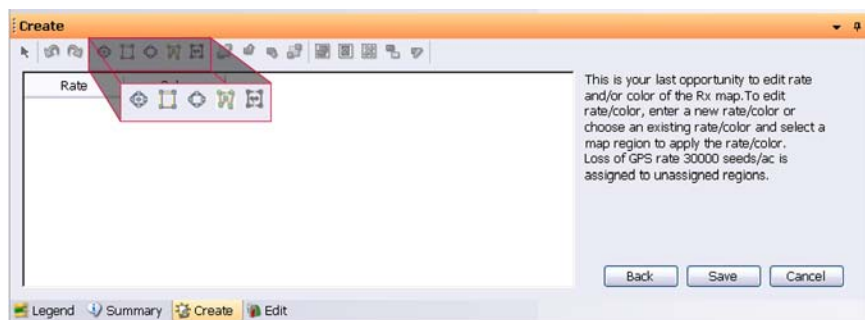 Create
Rate
This is your last opportunity to edit rate
and/or color of the Rx map.To edit
rate/color, enter a new rate/color or
choose an existing rate/color and select a
map region to apply the rate/color.
Loss of GPS rate 30000 seeds/ac is
assigned to unassigned regions.
Back Save Cancel
Legend Summary Create Edit